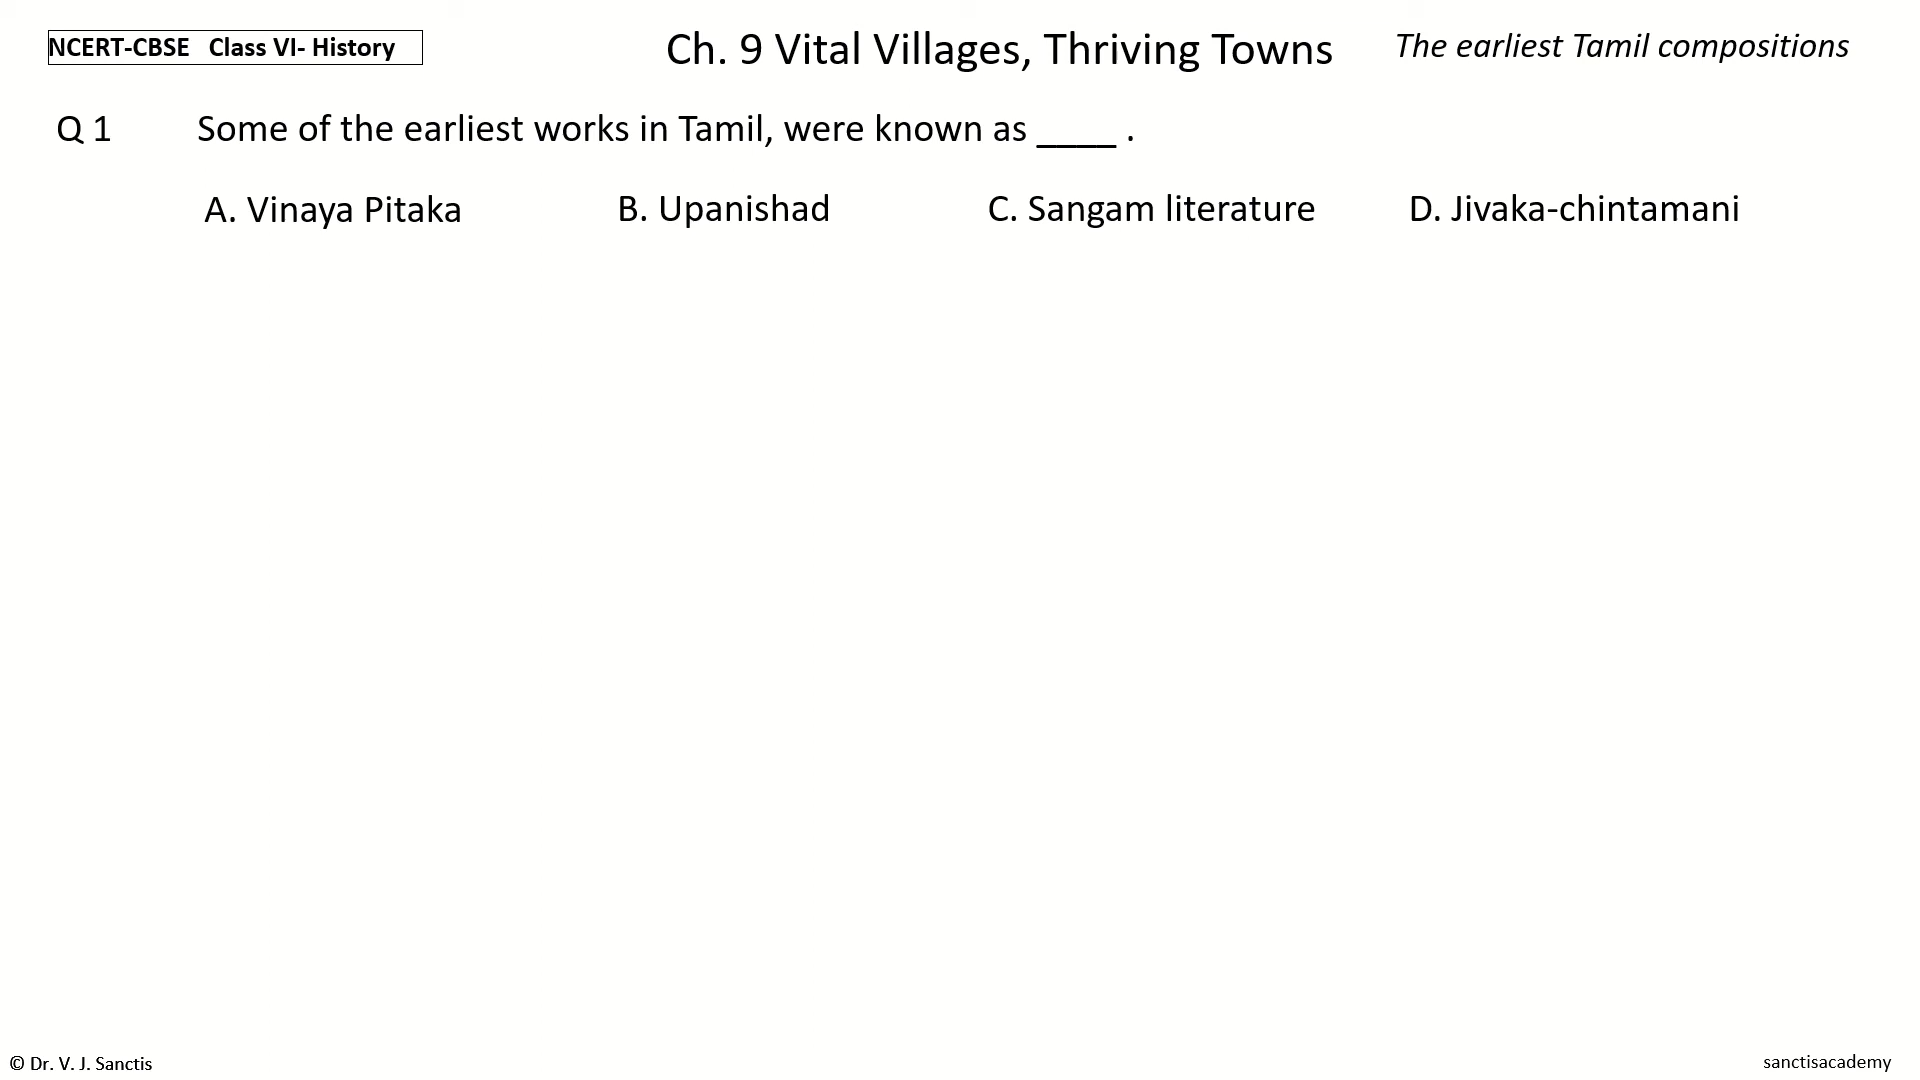 NCERT-CBSE   Class VI- History
Ch. 9 Vital Villages, Thriving Towns
The earliest Tamil compositions
Q 1 Some of the earliest works in Tamil, were known as ____ .
A. Vinaya Pitaka B. Upanishad C. Sangam literature D. Jivaka-chintamani
© Dr. V. J. Sanctis
sanctisacademy